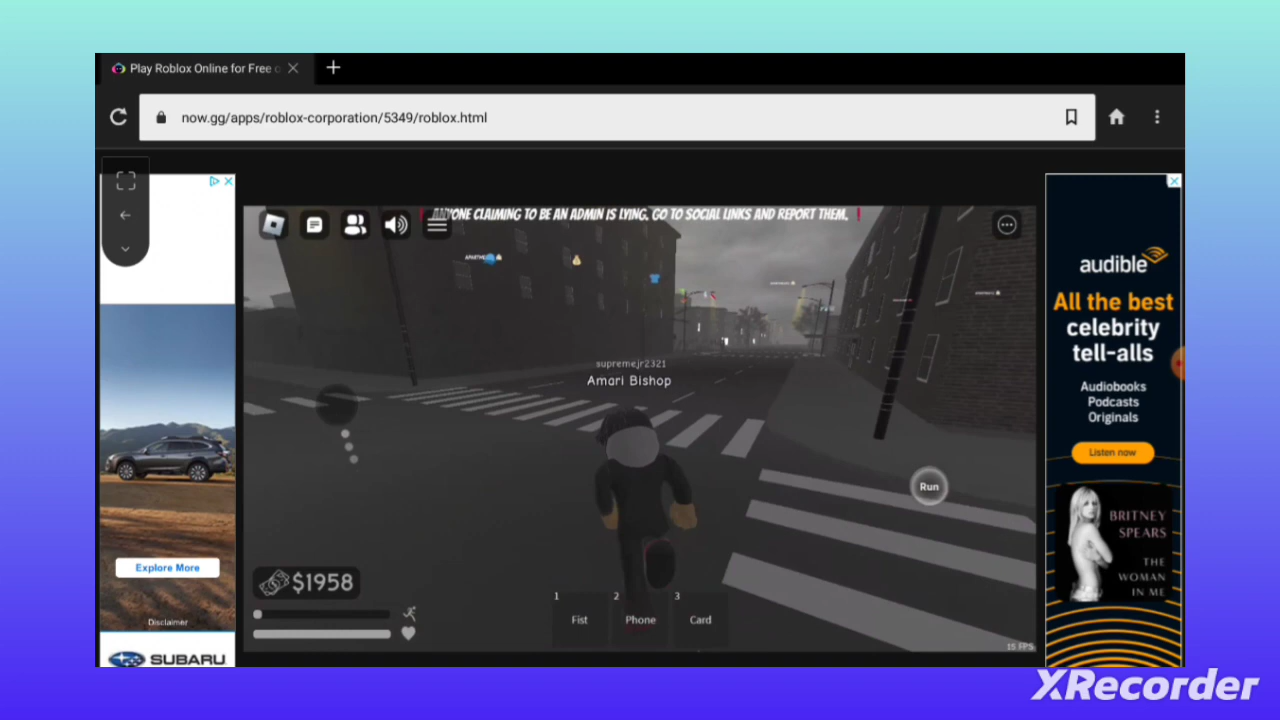 Play Roblox Online for Free o
now.gg/apps/roblox-corporation/5349/roblox.html
YONE CLAIMING TO BE AN ADMIN IS LYING. GO TO SOCIAL LINKS AND REPORT THEM.
supremejr2321
Amari Bishop
Run
$1958
1
2
3
Fist
Phone
Card
15 FPS
Explore More
Disclaimer
SUBARU
audible
All the best
celebrity
tell-alls
Audiobooks
Podcasts
Originals
Listen now
BRITNEY
SPEARS
THE
WOMAN
IN ME
XRecorder